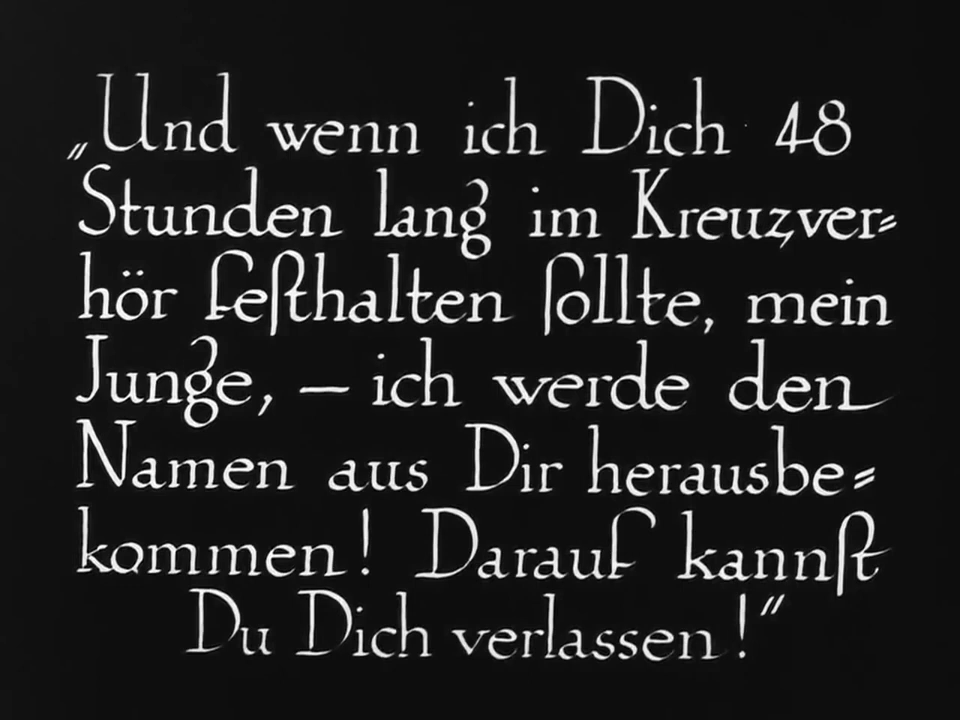 „Und wenn ich Dich 48
Stunden lang im Kreuzver⸗
hör feſthalten ſollte, mein
Junge, — ich werde den
Namen aus Dir herausbe⸗
kommen! Darauf kannſt
Du Dich verlassen!“